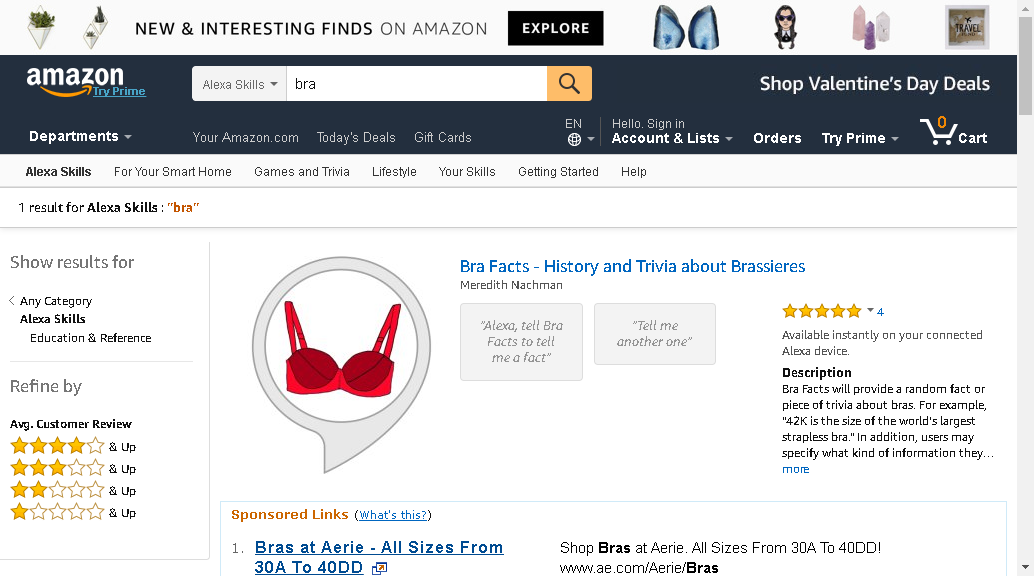 NEW & INTERESTING FINDS ON AMAZON
EXPLORE
TRAVEL
amazon
Try Prime
Alexa Skills
bra
Shop Valentine's Day Deals
Departments
Your Amazon.com
Today's Deals
Gift Cards
EN
Hello. Sign in
Account & Lists
Orders
Try Prime
0
Cart
Alexa Skills
For Your Smart Home
Games and Trivia
Lifestyle
Your Skills
Getting Started
Help
1 result for Alexa Skills : "bra"
Show results for
Any Category
Alexa Skills
Education & Reference
Refine by
Avg. Customer Review
& Up
& Up
& Up
& Up
Bra Facts - History and Trivia about Brassieres
Meredith Nachman
"Alexa, tell Bra
Facts to tell
me a fact"
"Tell me
another one"
4
Available instantly on your connected
Alexa device.
Description
Bra Facts will provide a random fact or
piece of trivia about bras. For example,
"42K is the size of the world's largest
strapless bra." In addition, users may
specify what kind of information they...
more
Sponsored Links (What's this?)
1. Bras at Aerie - All Sizes From
30A To 40DD
Shop Bras at Aerie. All Sizes From 30A To 40DD!
www.ae.com/Aerie/Bras